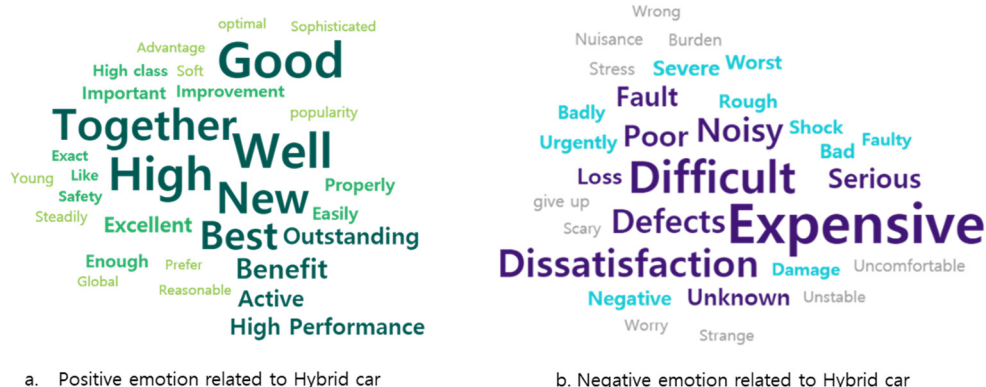 optimal Sophisticated
Advantage Good
High class Soft
Important Improvement
Together popularity
Well
Exact
Young Like High
New Properly
Safety
Steadily Excellent Easily
Best Outstanding
Enough Prefer Benefit
Global
Reasonable Active
High Performance
a. Positive emotion related to Hybrid car
Wrong
Nuisance Burden
Stress Severe Worst
Fault Rough
Badly
Urgently Poor Noisy Shock Faulty
Bad
Loss Difficult Serious
give up
Scary Defects Expensive
Dissatisfaction Damage Uncomfortable
Negative Unknown Unstable
Worry Strange
b. Negative emotion related to Hybrid car